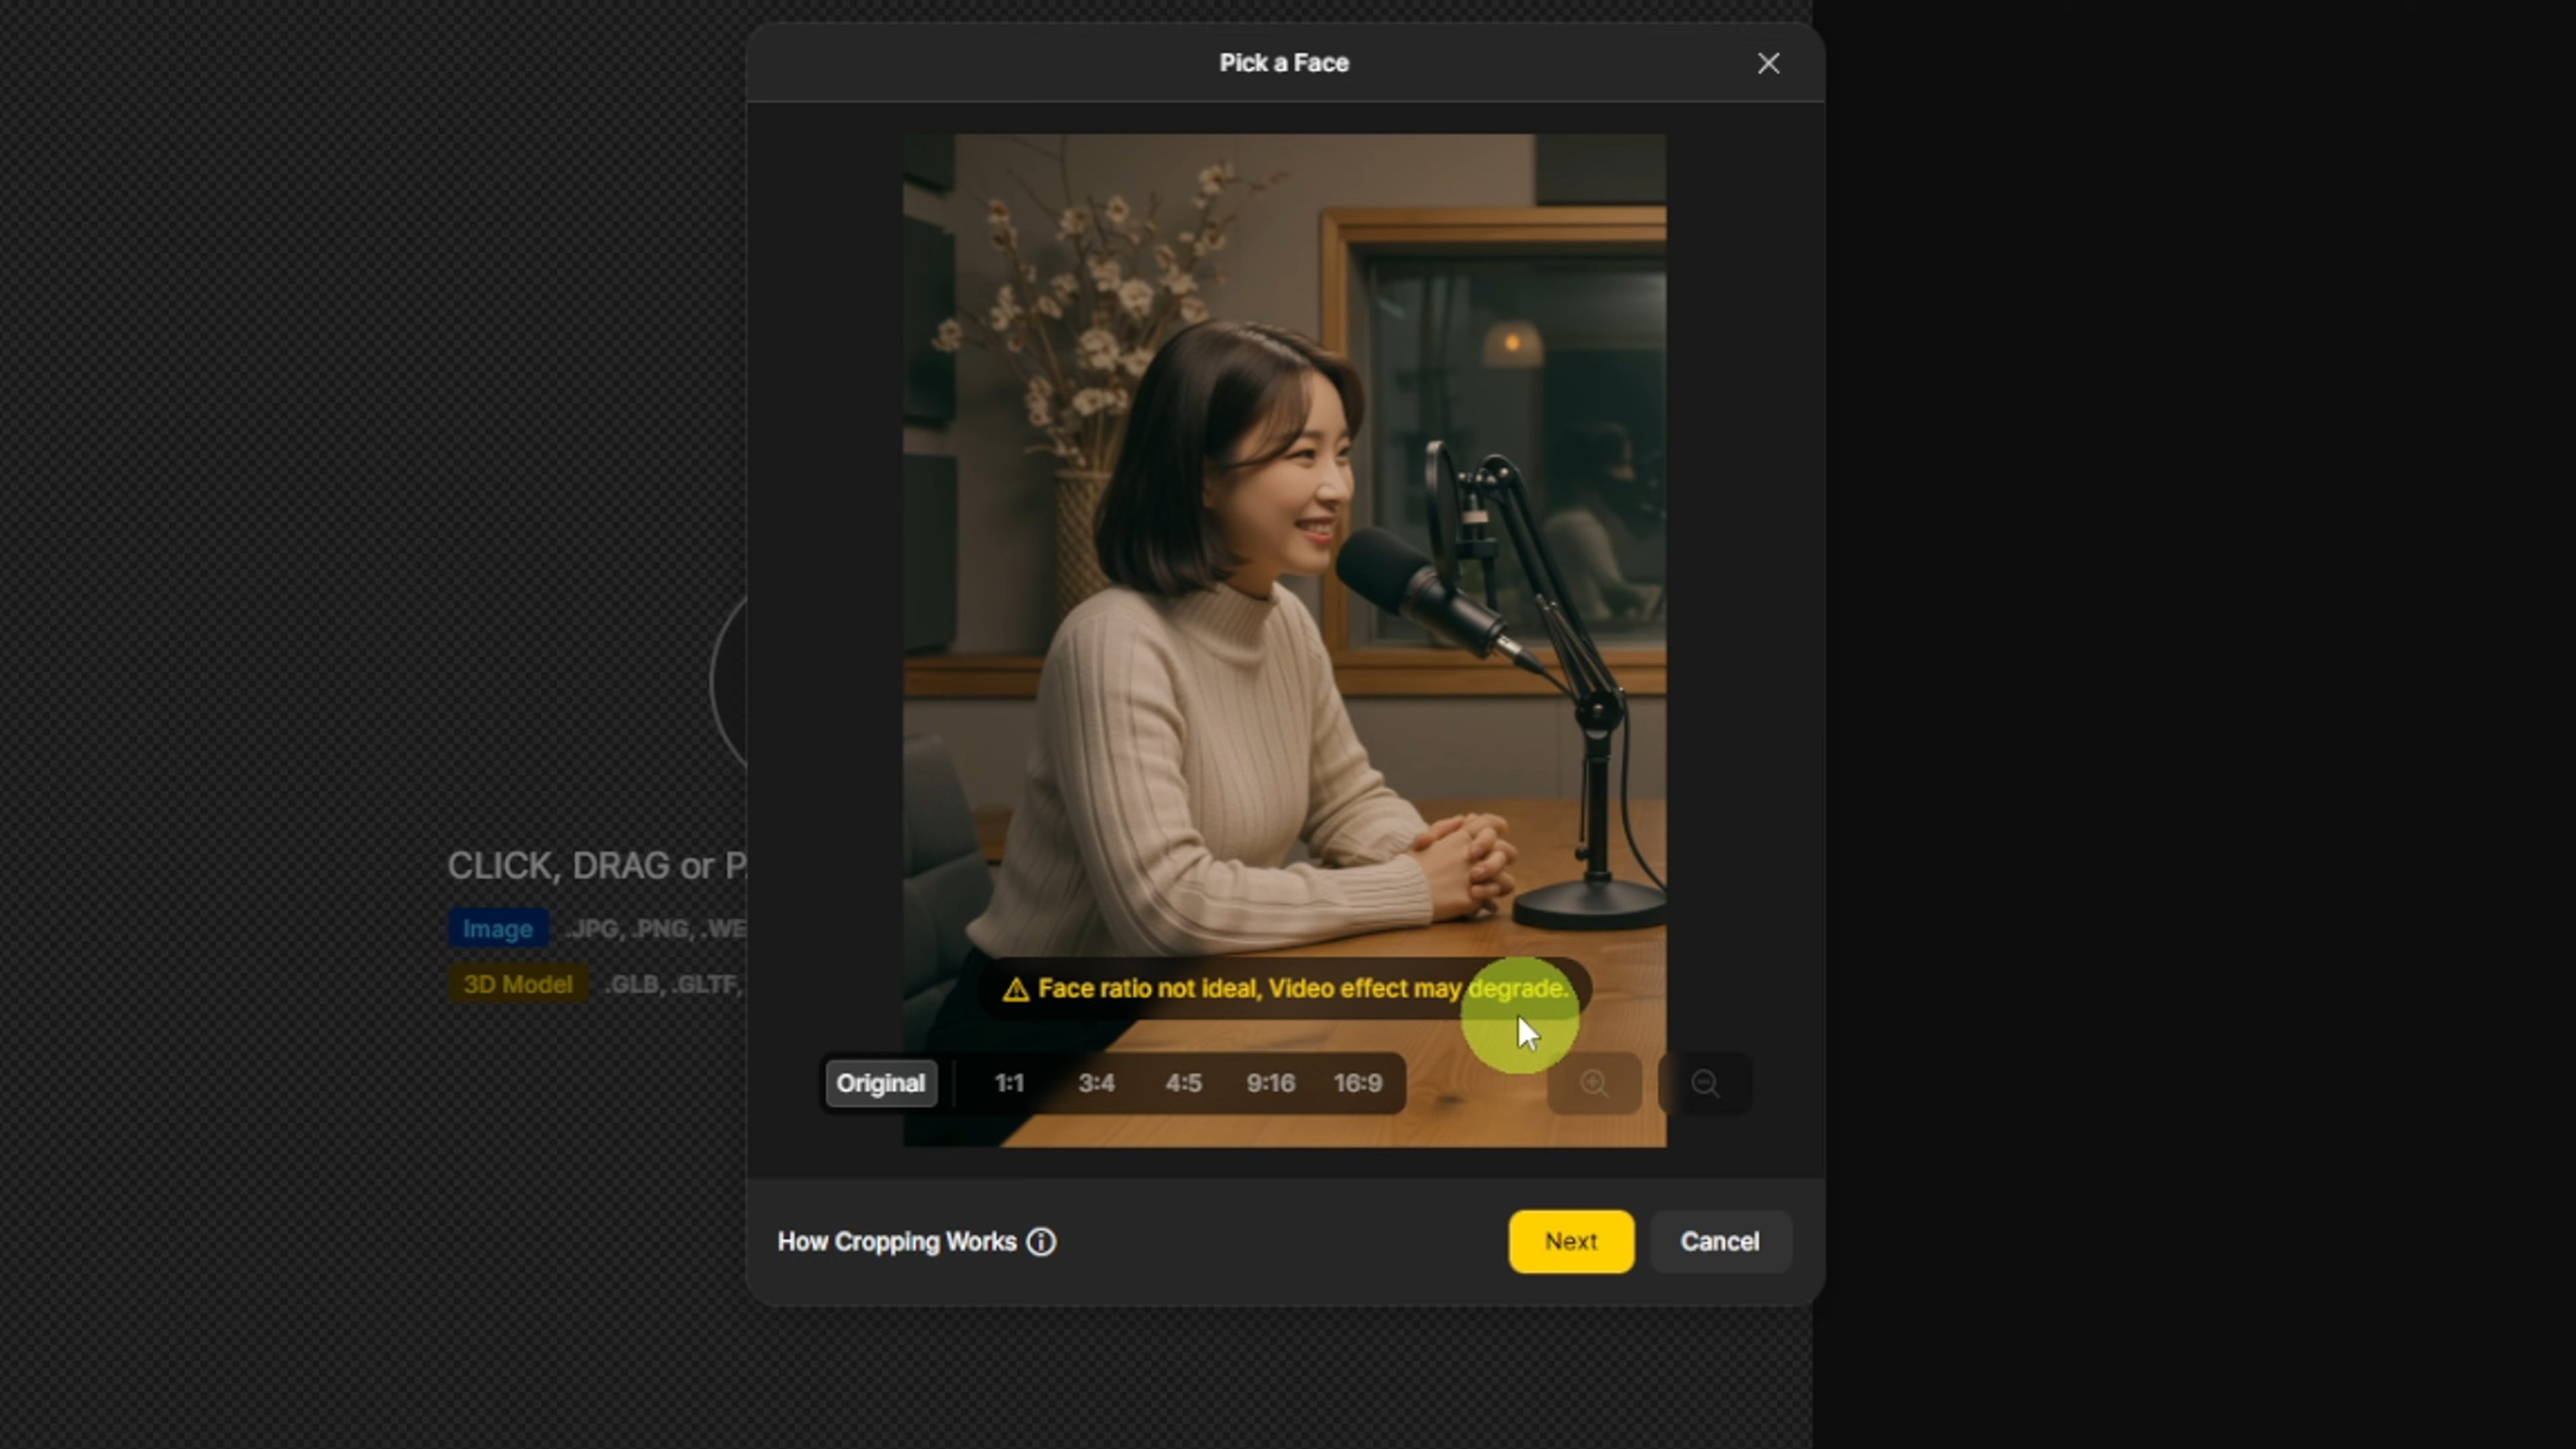 Pick a Face
CLICK, DRAG or
Image .JPG, .PNG,
3D Model .GLB, .GLTF,
Face ratio not ideal, Video effect may degrade.
Original 1:1 3:4 4:5 9:16 16:9
How Cropping Works
Next Cancel